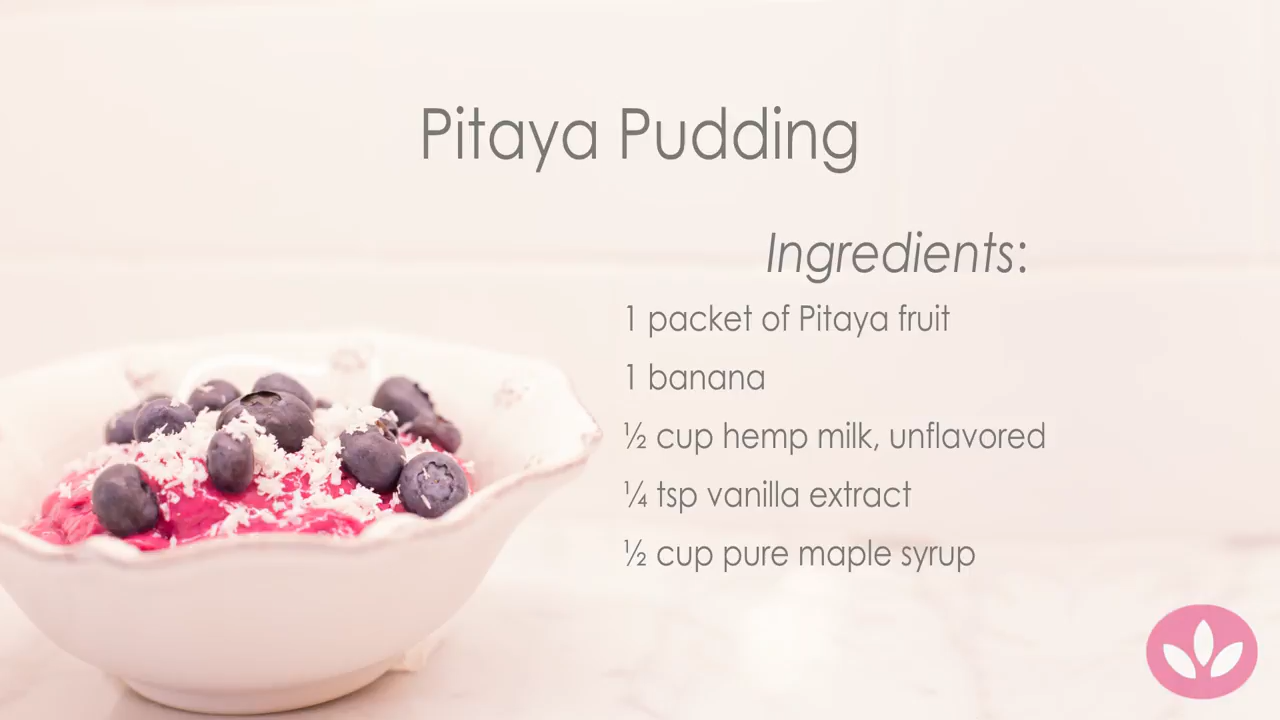 Pitaya Pudding
Ingredients:
1 packet of Pitaya fruit
1 banana
½ cup hemp milk, unflavored
¼ tsp vanilla extract
½ cup pure maple syrup